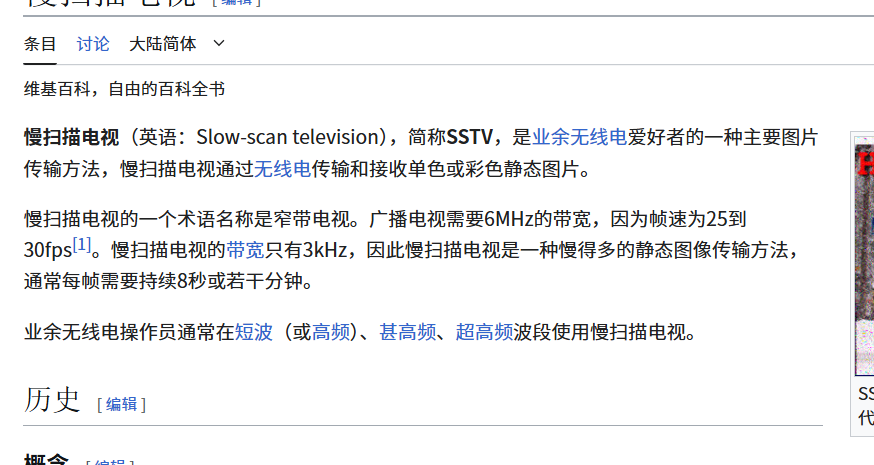 慢扫描电视 [编辑]
条目 讨论 大陆简体
维基百科，自由的百科全书
慢扫描电视（英语：Slow-scan television），简称SSTV，是业余无线电爱好者的一种主要图片
传输方法，慢扫描电视通过无线电传输和接收单色或彩色静态图片。
慢扫描电视的一个术语名称是窄带电视。广播电视需要6MHz的带宽，因为帧速为25到
30fps[1]。慢扫描电视的带宽只有3kHz，因此慢扫描电视是一种慢得多的静态图像传输方法，
通常每帧需要持续8秒或若干分钟。
业余无线电操作员通常在短波（或高频）、甚高频、超高频波段使用慢扫描电视。
历史 [编辑]
概念 [编辑]
SS
代